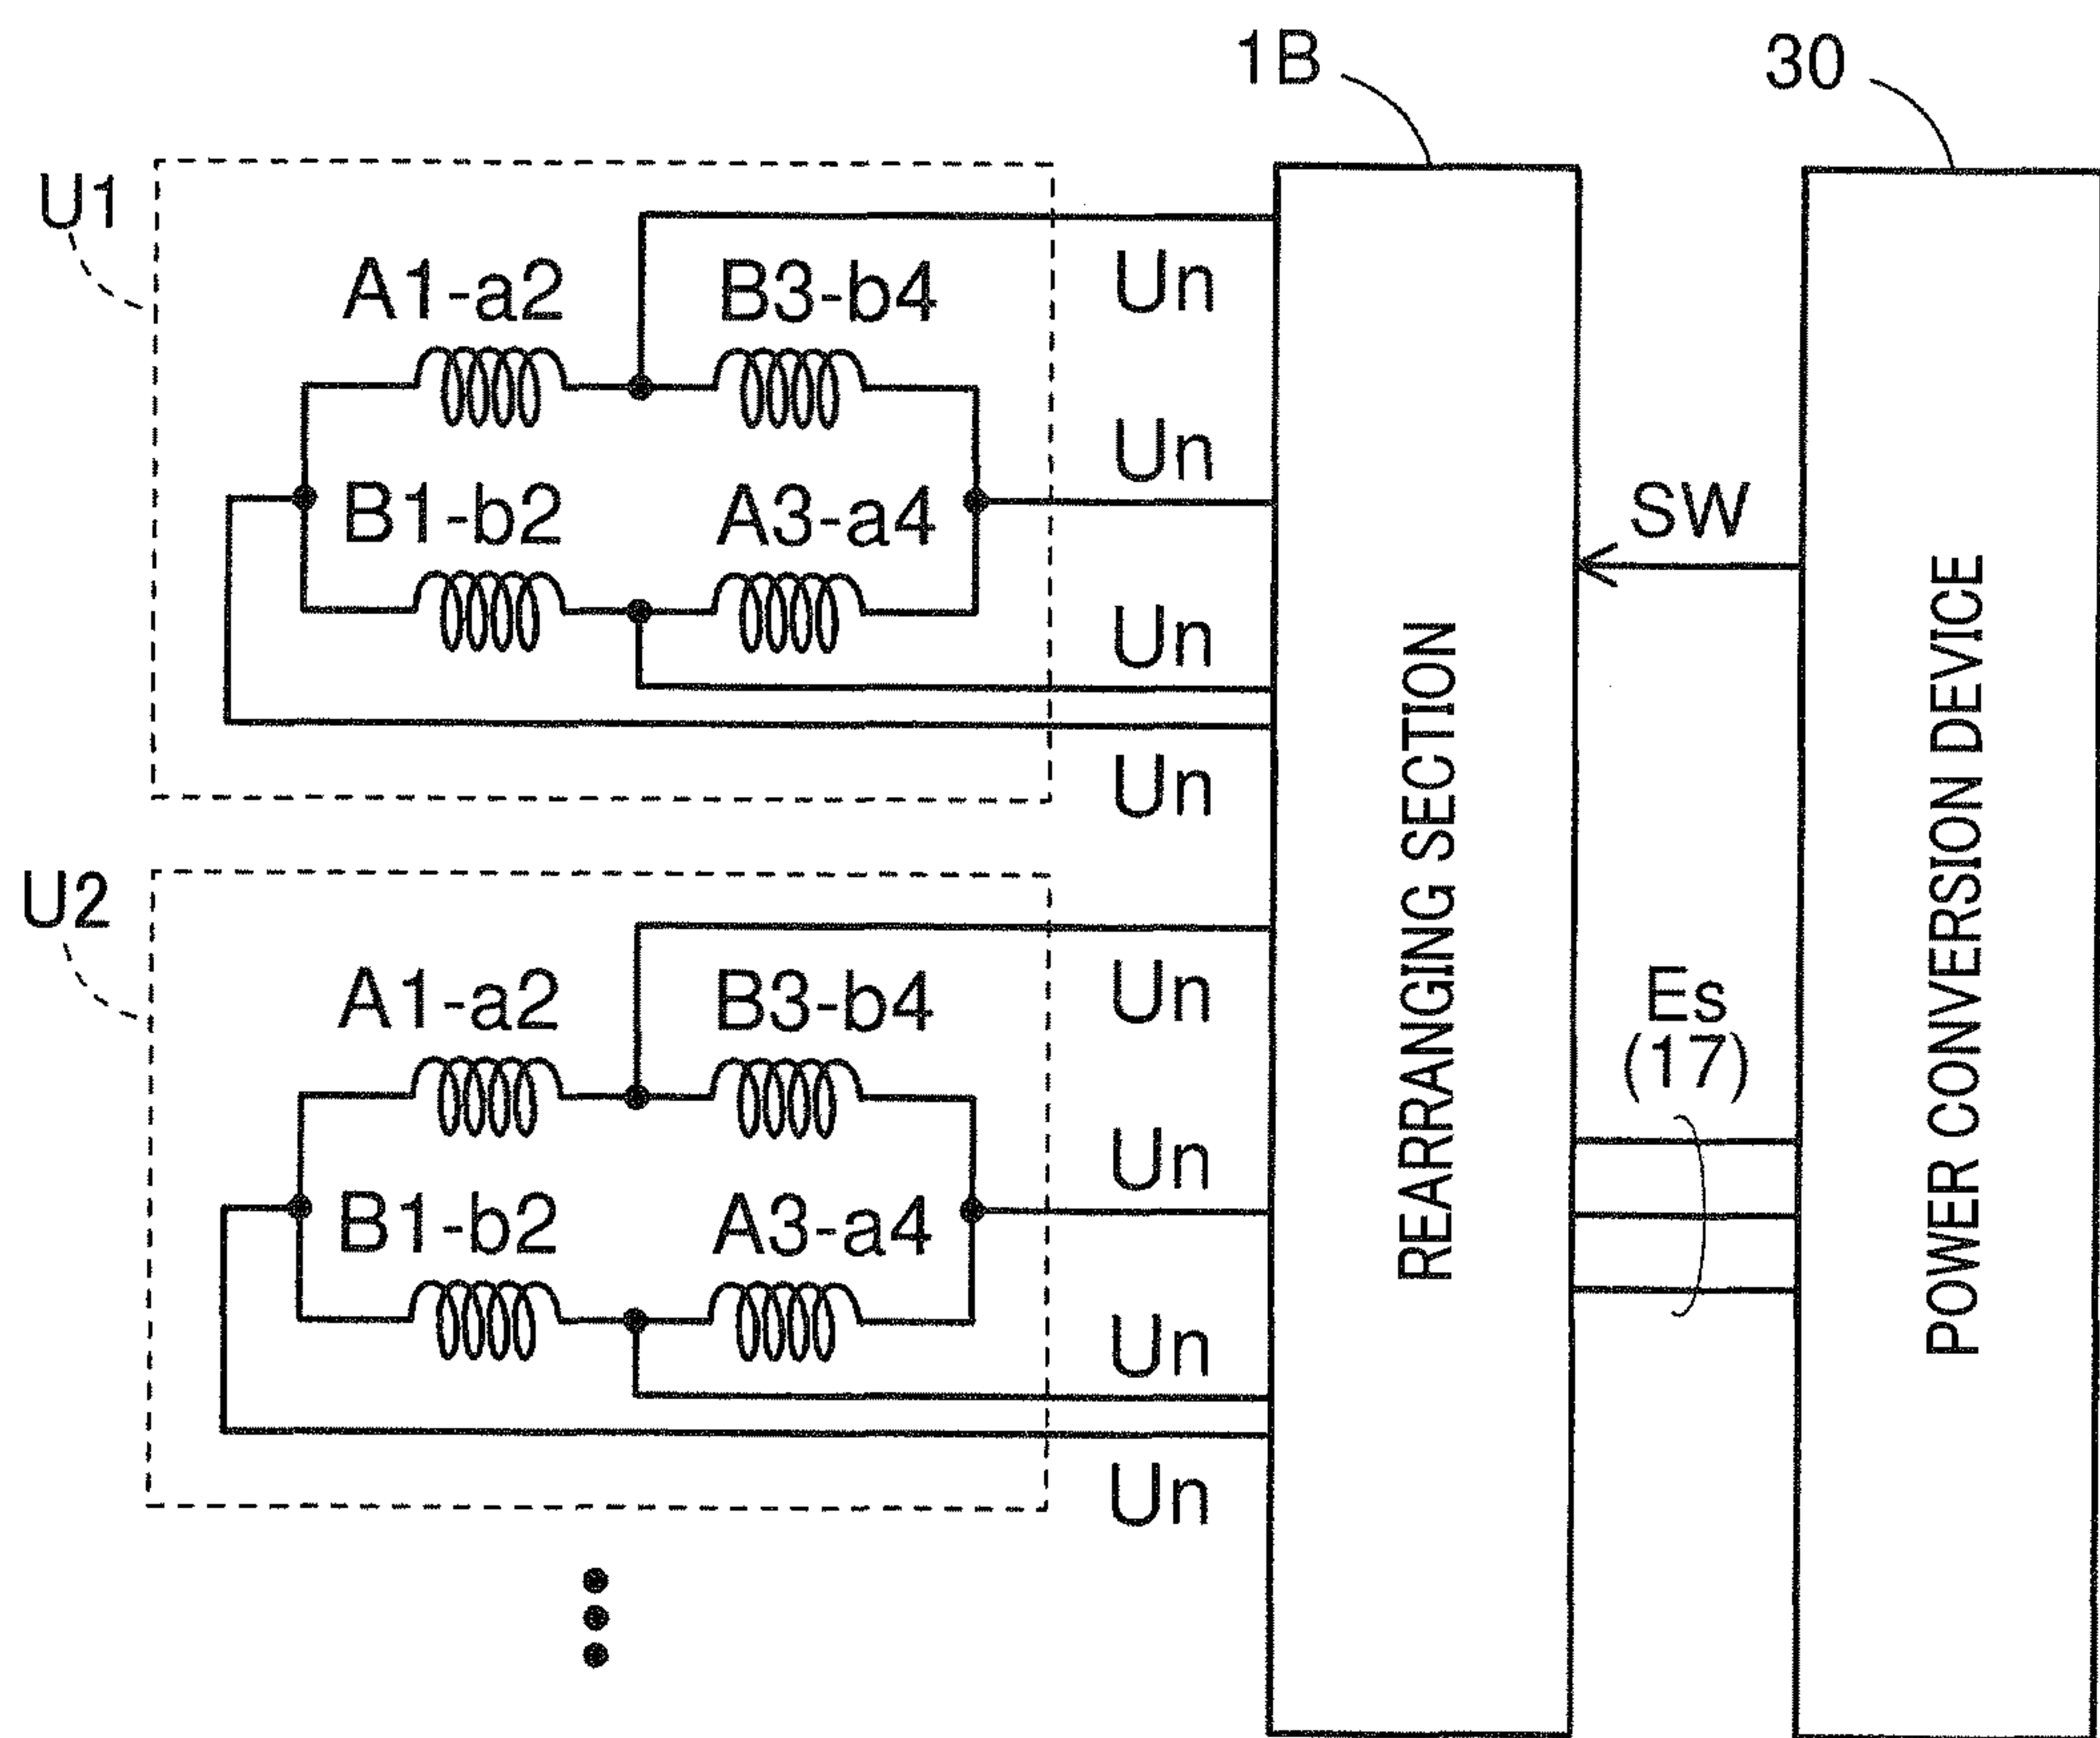 1B
30
U1
A1-a2
B3-b4
Un
Un
B1-b2
A3-a4
SW
Un
Un
U2
A1-a2
B3-b4
Un
Es
(17)
Un
B1-b2
A3-a4
Un
Un
REARRANGING SECTION
POWER CONVERSION DEVICE